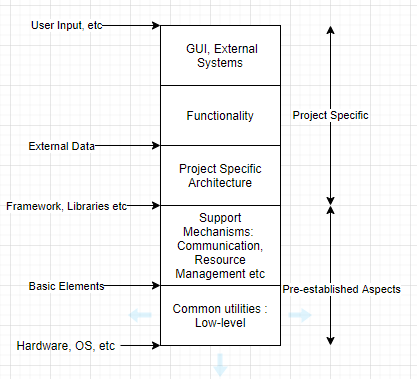 User Input, etc
GUI, External
Systems
Functionality
Project Specific
External Data
Project Specific
Architecture
Framework, Libraries etc
Support
Mechanisms:
Communication,
Resource
Management etc
Basic Elements
Pre-established Aspects
Common utilities :
Low-level
Hardware, OS, etc